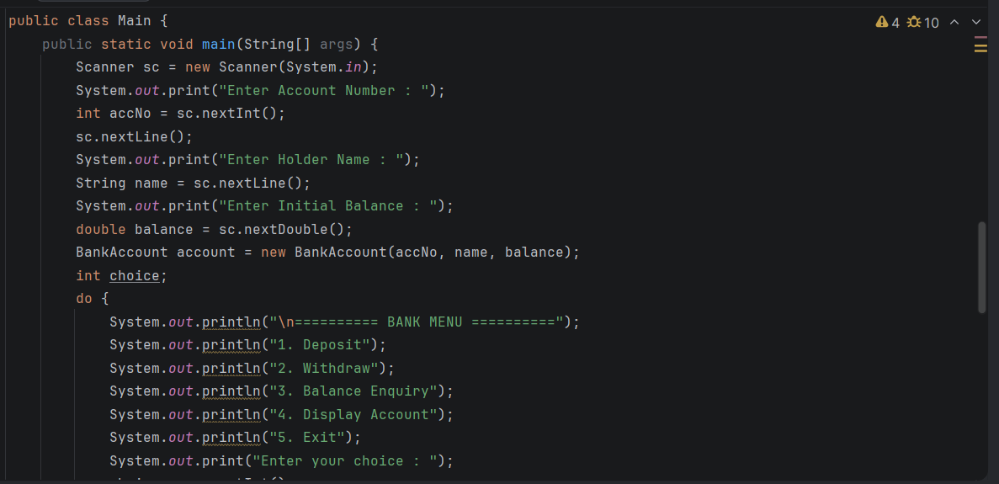 public class Main {
4 10
public static void main(String[] args) {
Scanner sc = new Scanner(System.in);
System.out.print("Enter Account Number : ");
int accNo = sc.nextInt();
sc.nextLine();
System.out.print("Enter Holder Name : ");
String name = sc.nextLine();
System.out.print("Enter Initial Balance : ");
double balance = sc.nextDouble();
BankAccount account = new BankAccount(accNo, name, balance);
int choice;
do {
System.out.println("\n========== BANK MENU ==========");
System.out.println("1. Deposit");
System.out.println("2. Withdraw");
System.out.println("3. Balance Enquiry");
System.out.println("4. Display Account");
System.out.println("5. Exit");
System.out.print("Enter your choice : ");